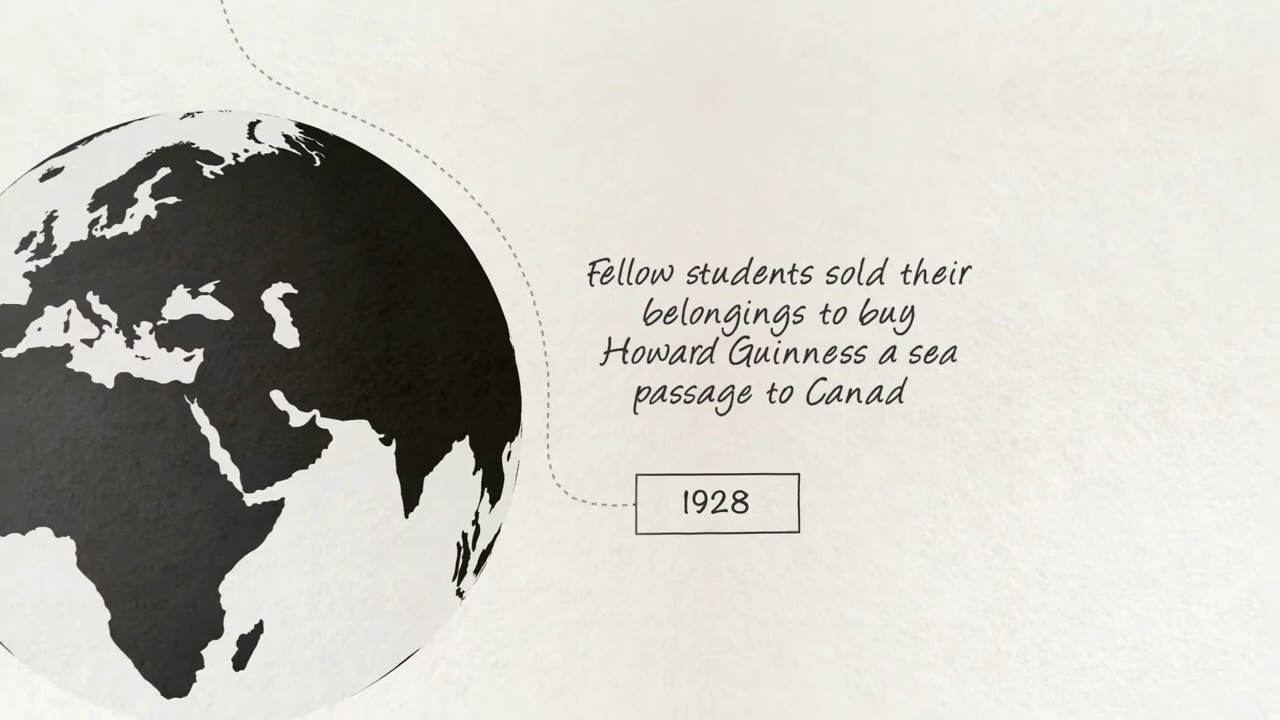 Fellow students sold their
belongings to buy
Howard Guinness a sea
passage to Canad
1928